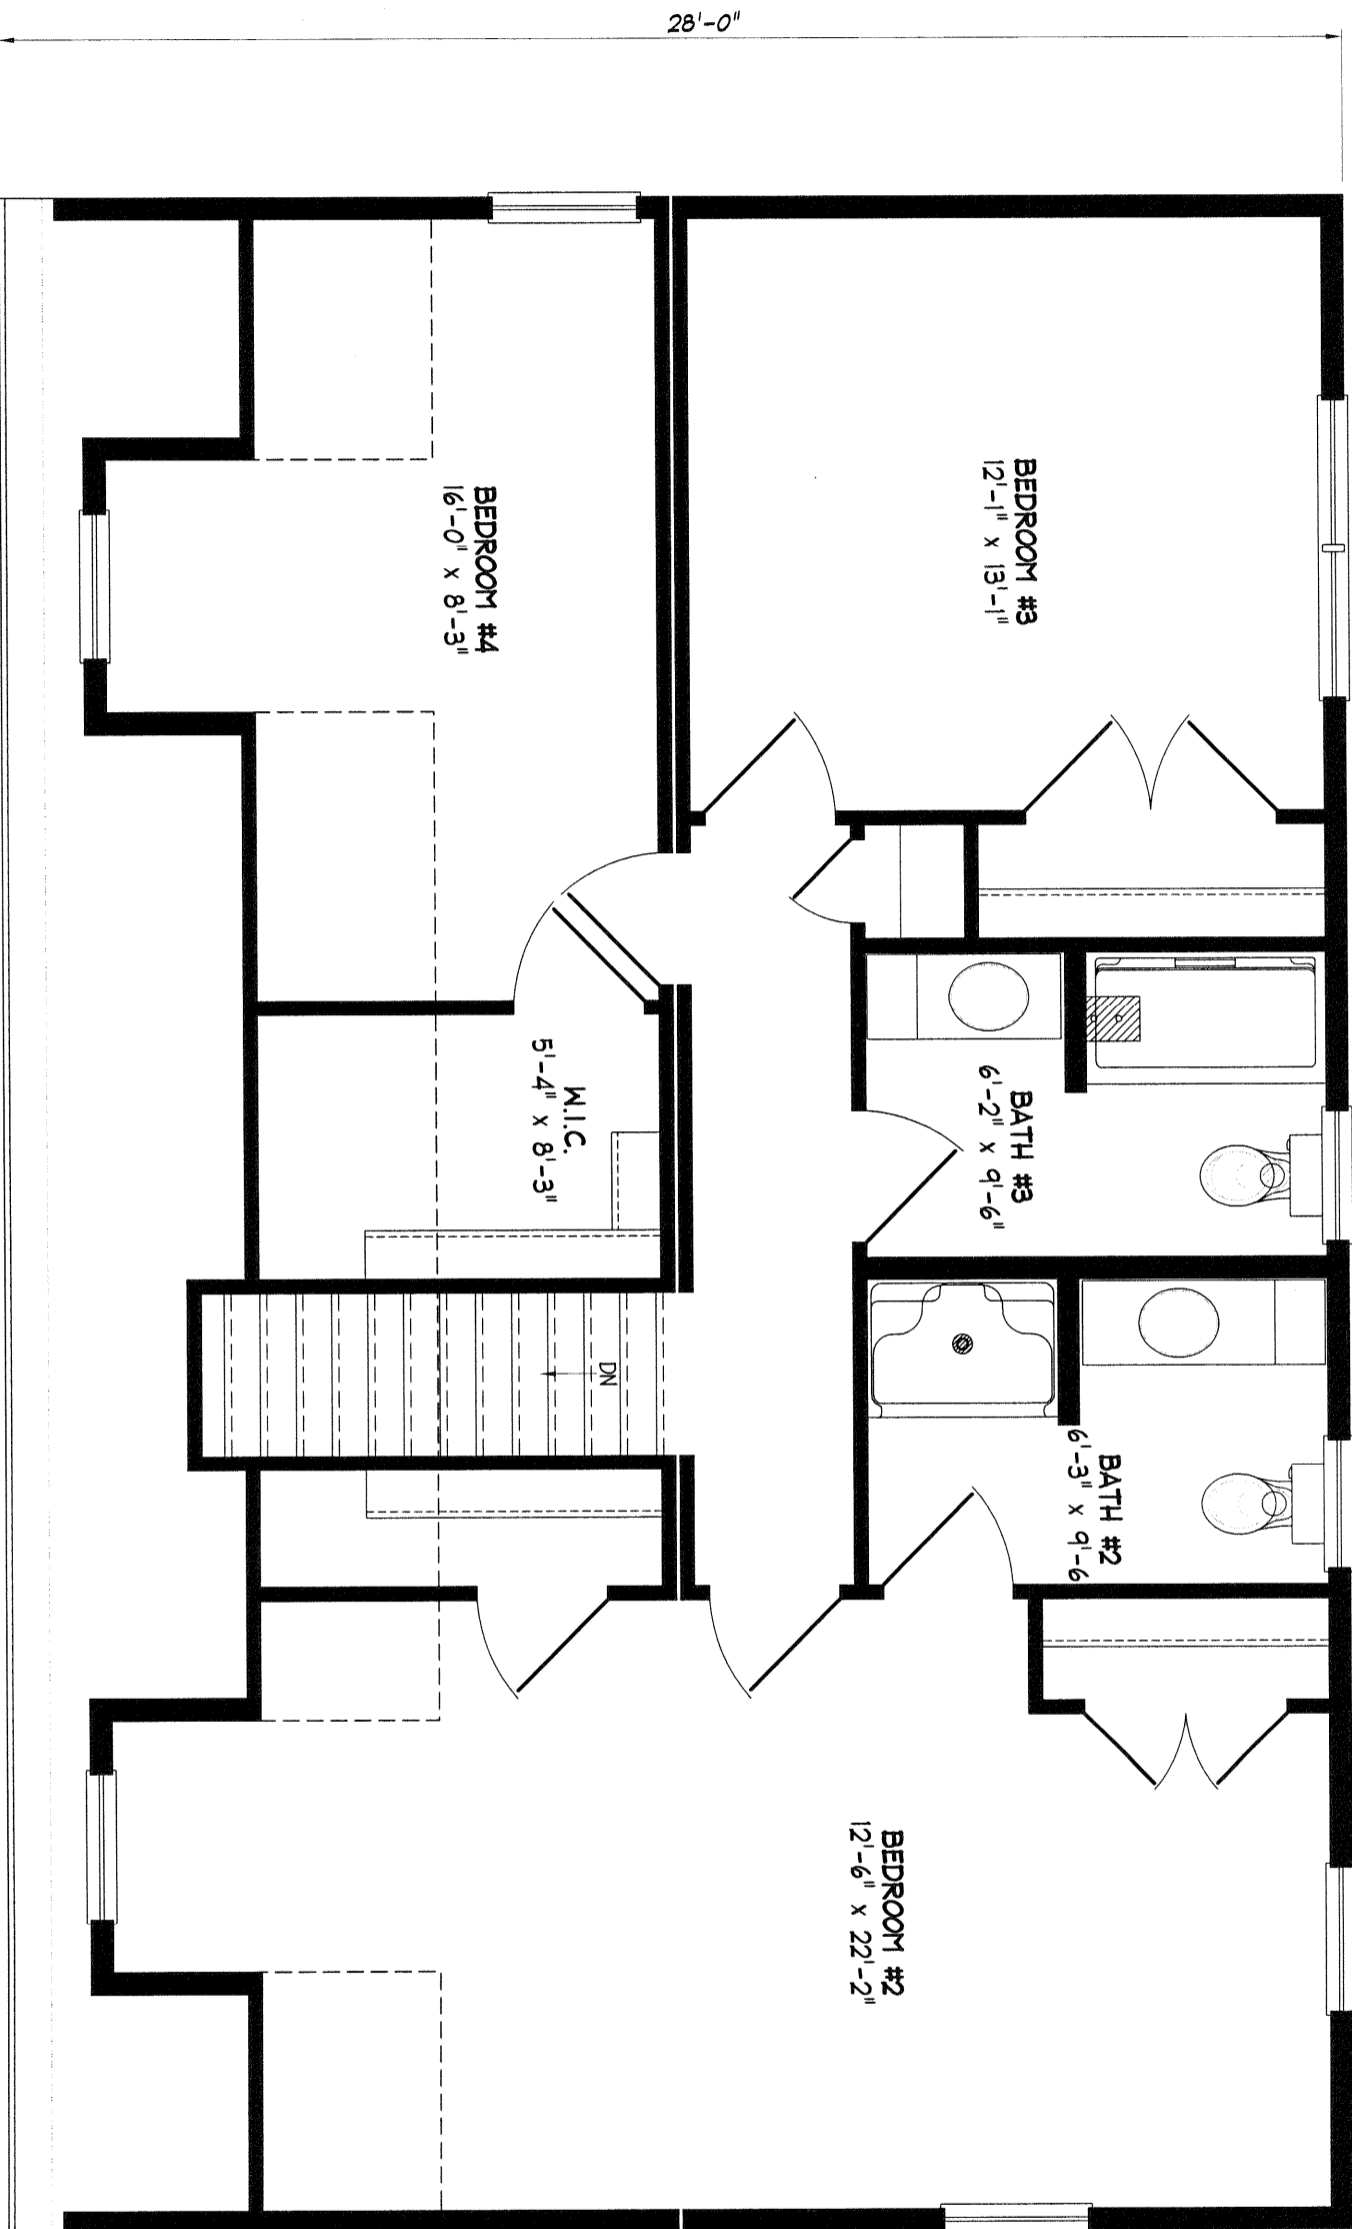 28'-0"
BEDROOM #3
12'-1" x 13'-1"
BEDROOM #4
16'-0" x 8'-3"
BATH #3
6'-2" x 9'-6"
W.I.C.
5'-4" x 8'-3"
BATH #2
6'-3" x 9'-6
DN
BEDROOM #2
12'-6" x 22'-2"